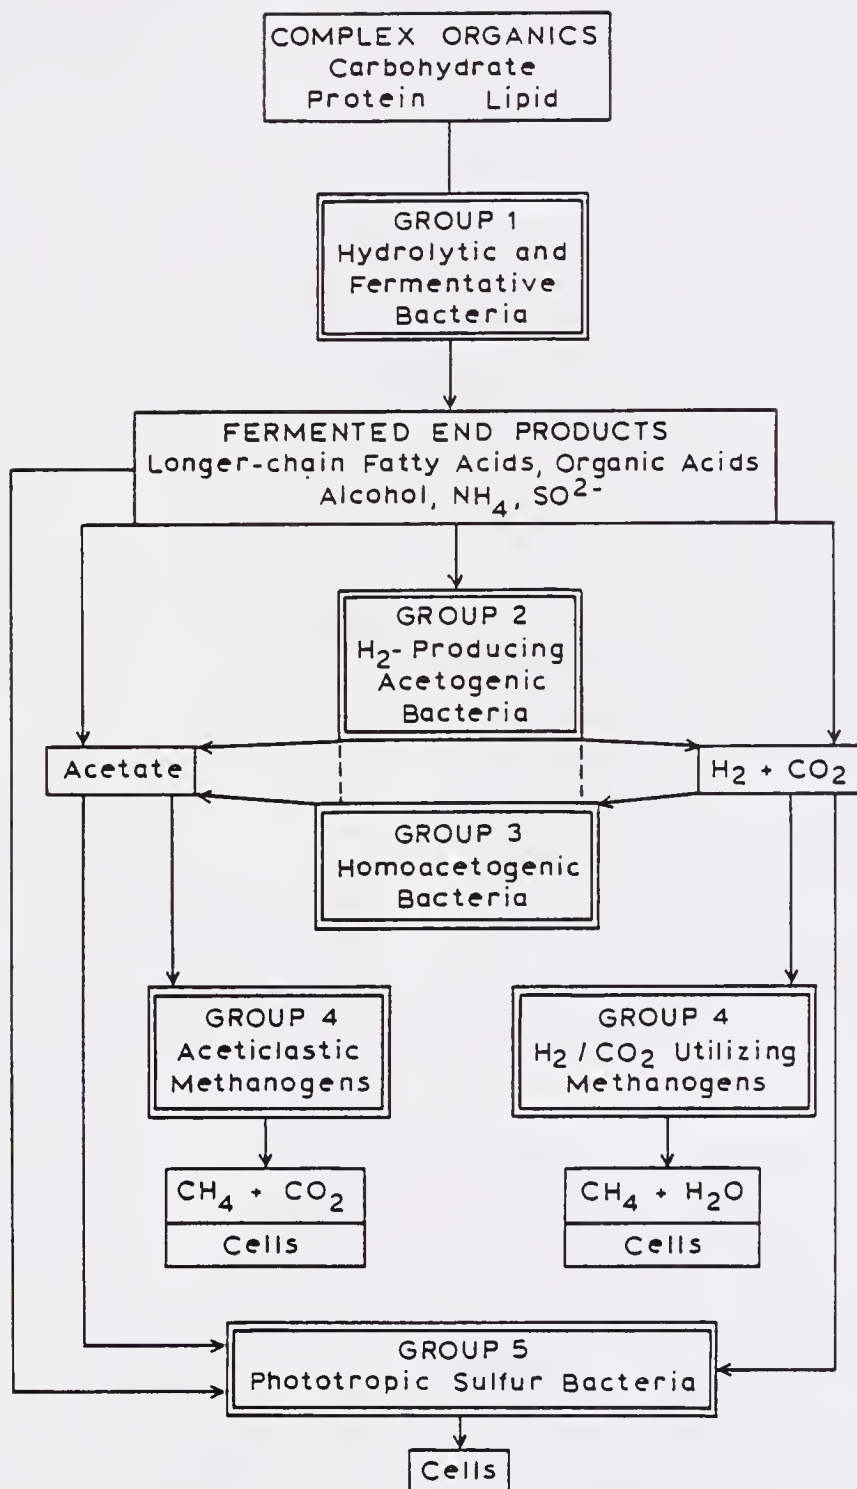 COMPLEX ORGANICS
Carbohydrate
Protein Lipid
GROUP 1
Hydrolytic and
Fermentative
Bacteria
FERMENTED END PRODUCTS
Longer-chain Fatty Acids, Organic Acids
Alcohol, NH₄, SO²⁻
GROUP 2
H₂-Producing
Acetogenic
Bacteria
Acetate
H₂ + CO₂
GROUP 3
Homoacetogenic
Bacteria
GROUP 4
Aceticlastic
Methanogens
GROUP 4
H₂/CO₂ Utilizing
Methanogens
CH₄ + CO₂
Cells
CH₄ + H₂O
Cells
GROUP 5
Phototropic Sulfur Bacteria
Cells